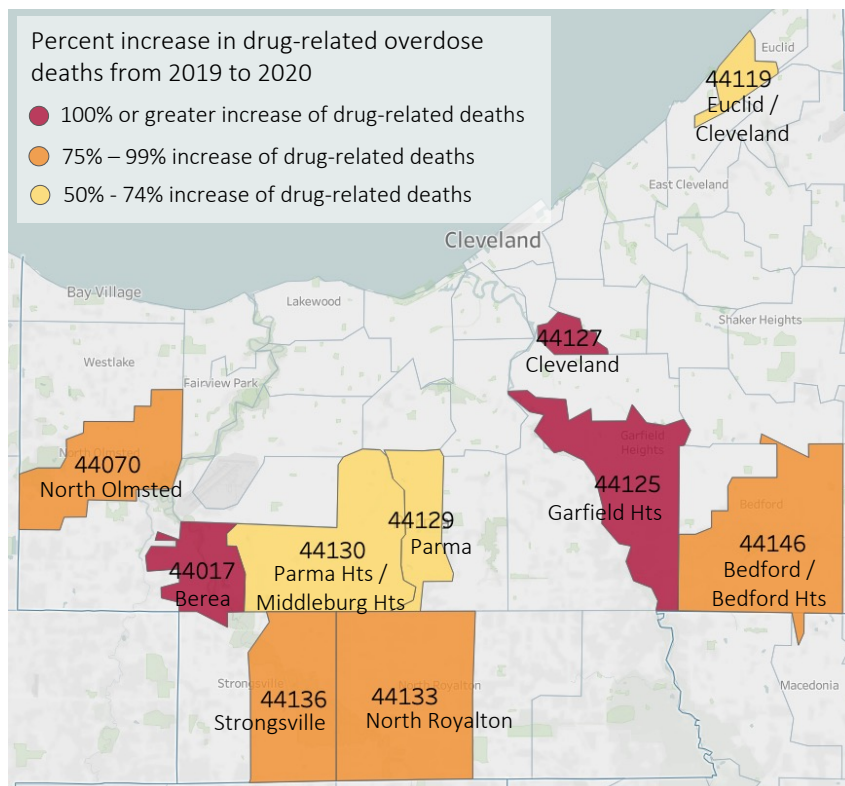 Percent increase in drug-related overdose
deaths from 2019 to 2020
100% or greater increase of drug-related deaths
75% – 99% increase of drug-related deaths
50% - 74% increase of drug-related deaths
Euclid
44119
Euclid /
Cleveland
East Cleveland
Cleveland
Bay Village
Lakewood
Shaker Heights
44127
Cleveland
Westlake
Fairview Park
North Olmsted
44070
North Olmsted
Garfield
Heights
44125
Garfield Hts
44129
Parma
44130
Parma Hts /
Middleburg Hts
Bedford
44146
Bedford /
Bedford Hts
44017
Berea
Strongsville
44136
Strongsville
North Royalton
44133
North Royalton
Macedonia